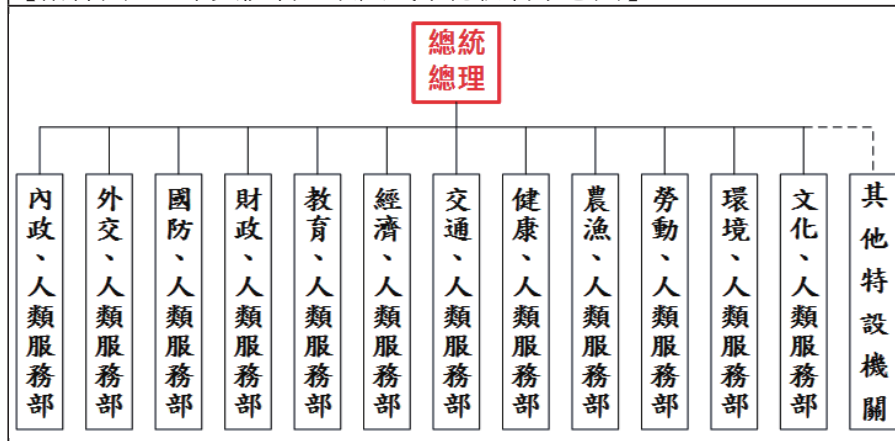 總統
總理
內政、人類服務部
外交、人類服務部
國防、人類服務部
財政、人類服務部
教育、人類服務部
經濟、人類服務部
交通、人類服務部
健康、人類服務部
農漁、人類服務部
勞動、人類服務部
環境、人類服務部
文化、人類服務部
其他特設機關